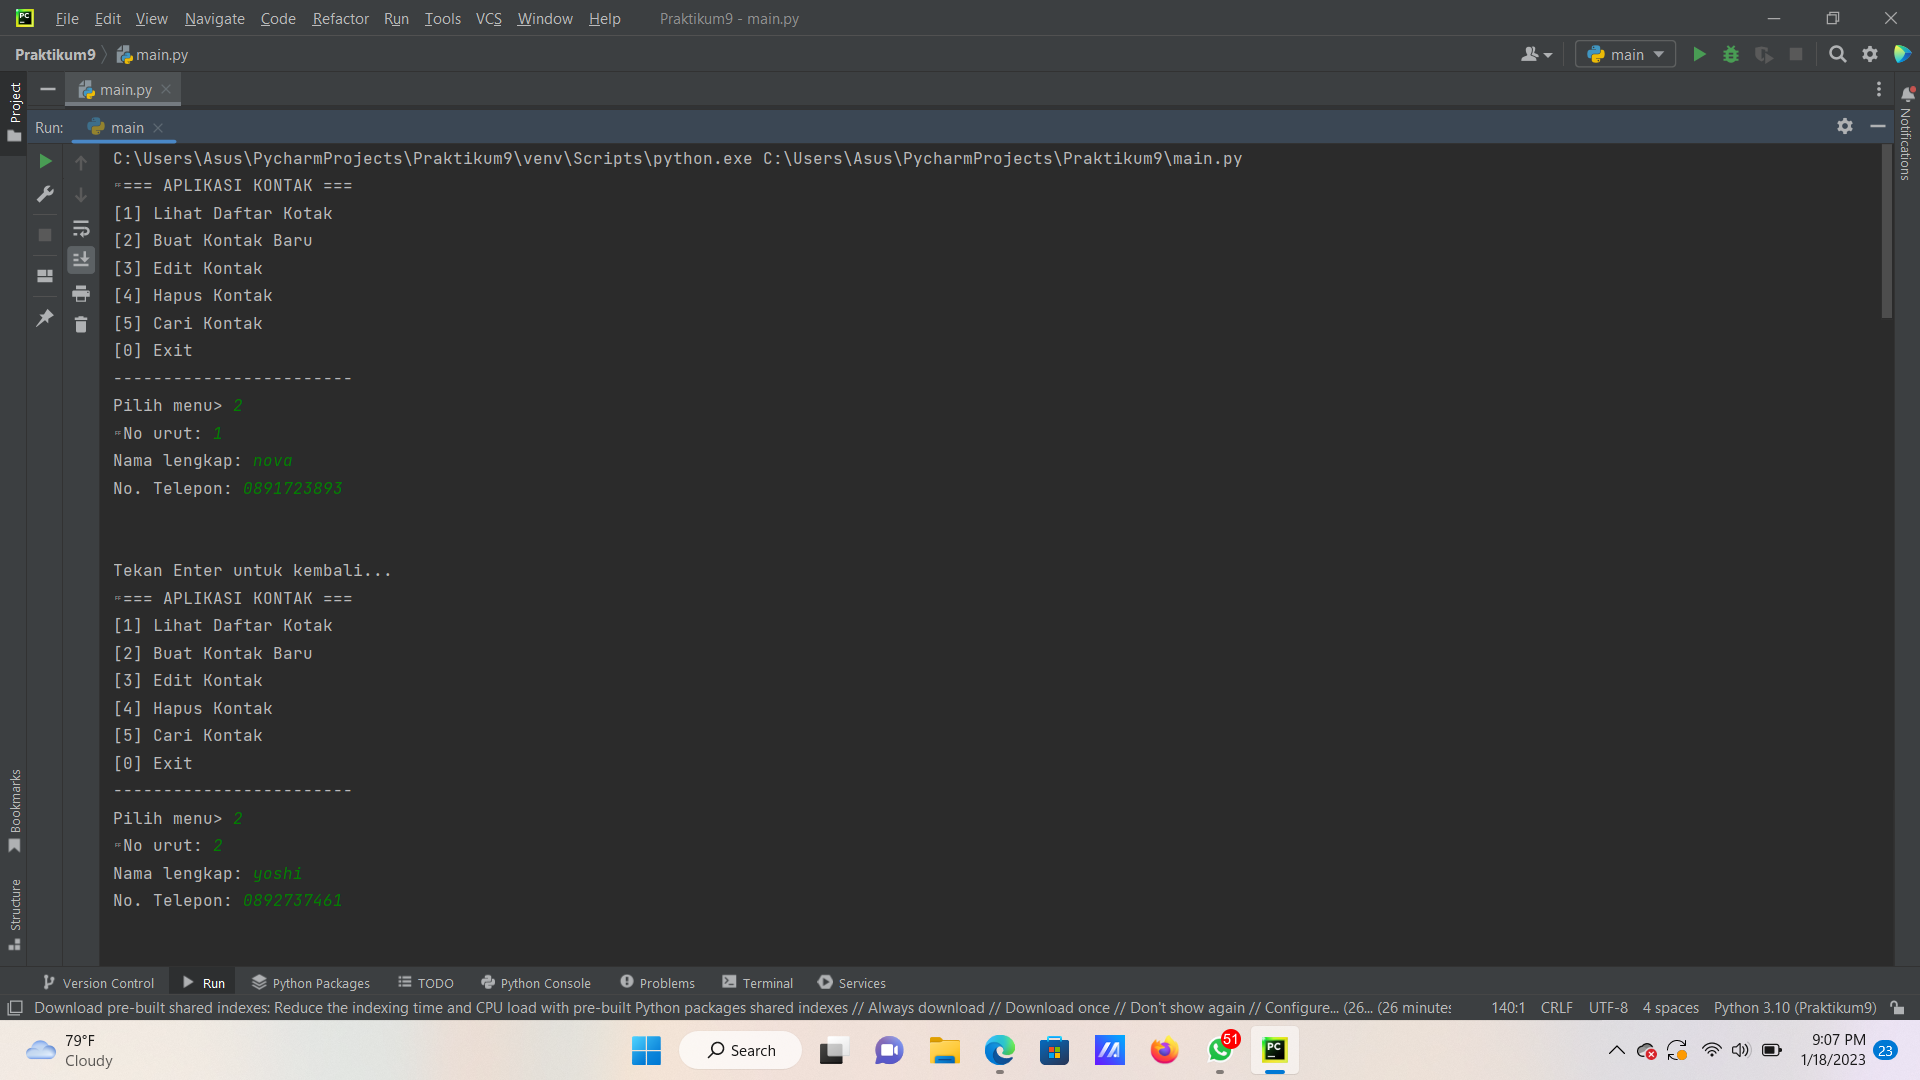 File Edit View Navigate Code Refactor Run Tools VCS Window Help Praktikum9 - main.py
Praktikum9 main.py main
Project
main.py
Notifications
Run: main
C:\Users\Asus\PycharmProjects\Praktikum9\venv\Scripts\python.exe C:\Users\Asus\PycharmProjects\Praktikum9\main.py
=== APLIKASI KONTAK ===
[1] Lihat Daftar Kotak
[2] Buat Kontak Baru
[3] Edit Kontak
[4] Hapus Kontak
[5] Cari Kontak
[0] Exit
------------------------
Pilih menu> 2
No urut: 1
Nama lengkap: nova
No. Telepon: 0891723893
Tekan Enter untuk kembali...
=== APLIKASI KONTAK ===
[1] Lihat Daftar Kotak
[2] Buat Kontak Baru
[3] Edit Kontak
[4] Hapus Kontak
[5] Cari Kontak
[0] Exit
------------------------
Pilih menu> 2
No urut: 2
Nama lengkap: yoshi
No. Telepon: 0892737461
Bookmarks
Structure
Version Control Run Python Packages TODO Python Console Problems Terminal Services
Download pre-built shared indexes: Reduce the indexing time and CPU load with pre-built Python packages shared indexes // Always download // Download once // Don't show again // Configure... (26... (26 minutes 140:1 CRLF UTF-8 4 spaces Python 3.10 (Praktikum9)
79°F
Cloudy
Search
51
PC
9:07 PM
1/18/2023
23